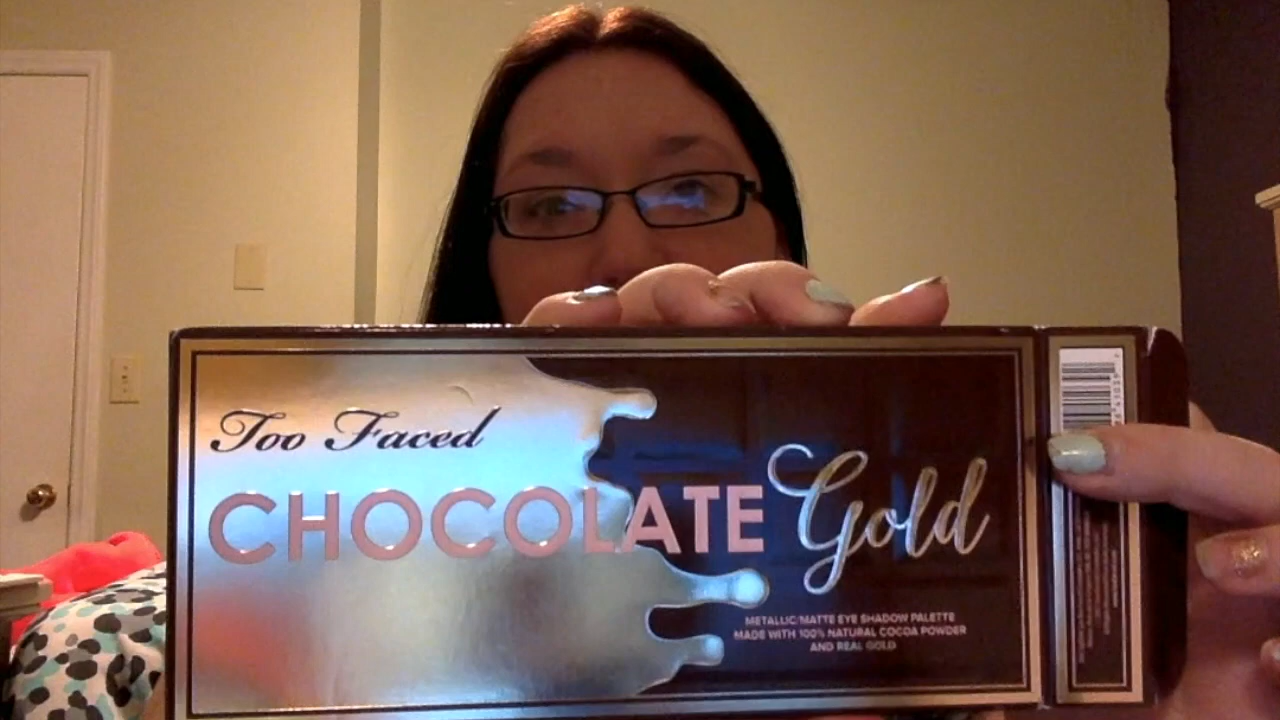 Too Faced
CHOCOLATE Gold
METALLIC/MATTE EYE SHADOW PALETTE
MADE WITH 100% NATURAL COCOA POWDER
AND REAL GOLD